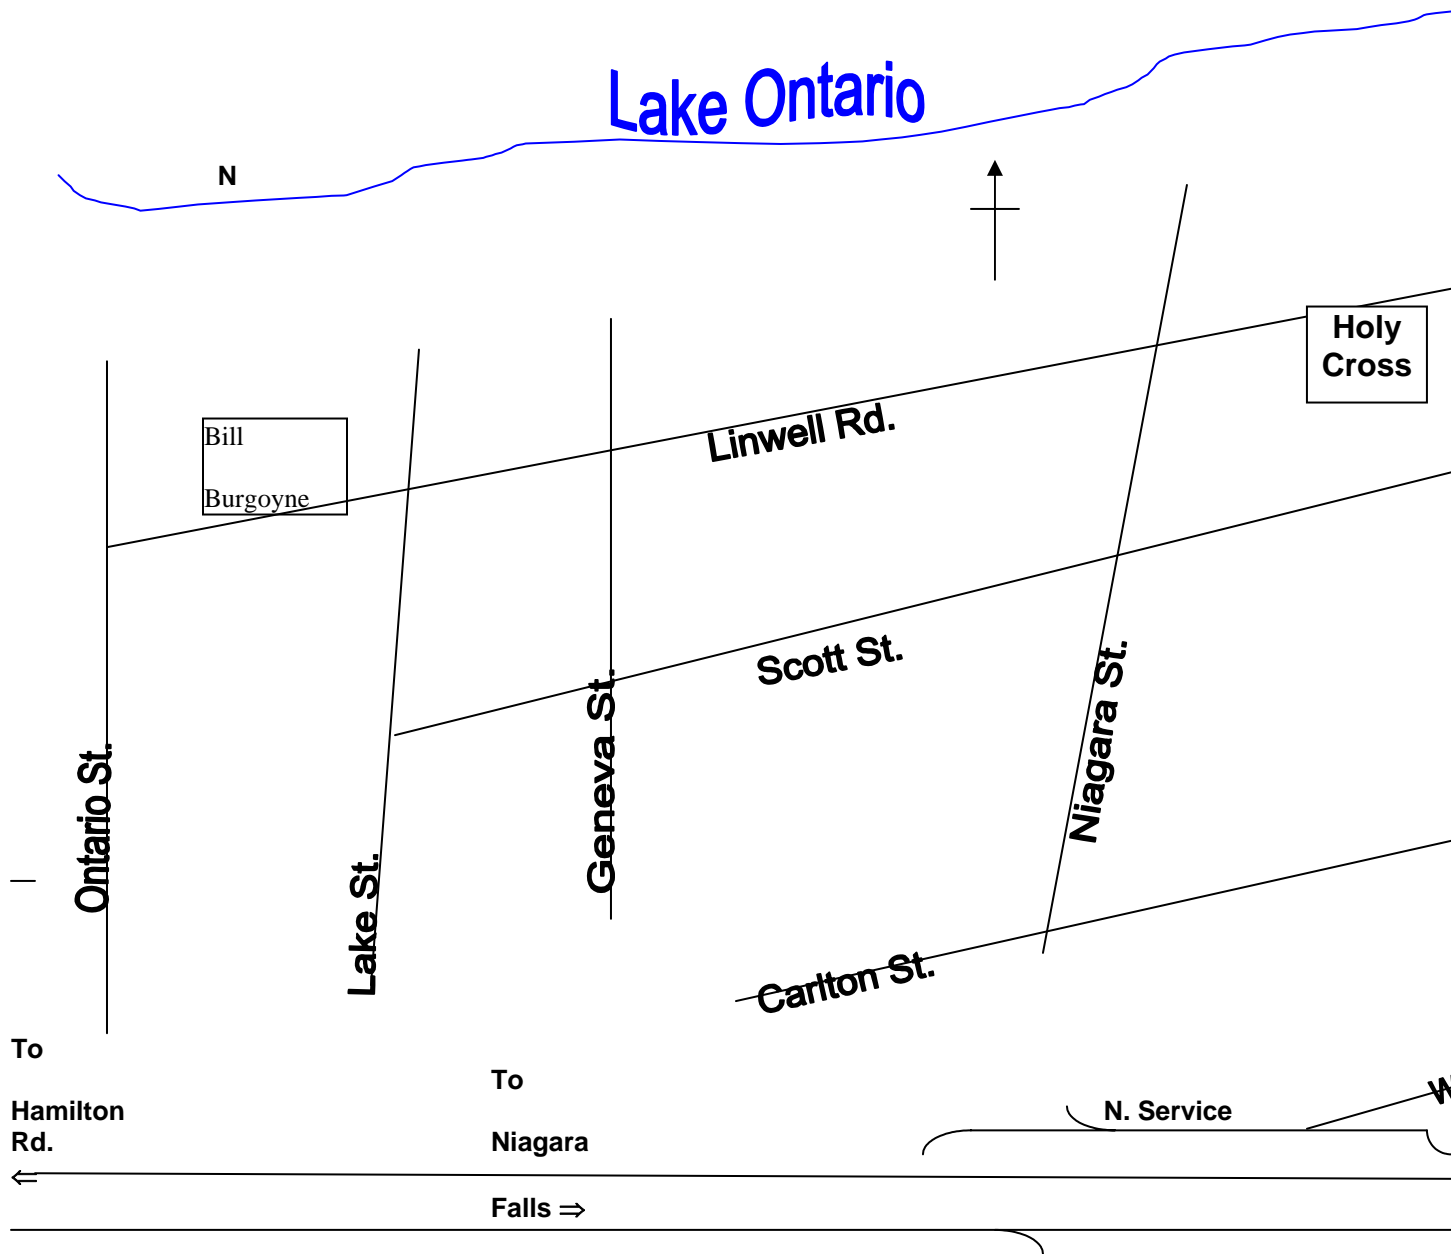 Lake Ontario
N
Holy
Cross
Bill
Burgoyne
Linwell Rd.
Scott St.
Niagara St.
Geneva St.
Ontario St.
Lake St.
Carlton St.
To
To
Hamilton
N. Service
Rd.
Niagara
⇐
Falls ⇒